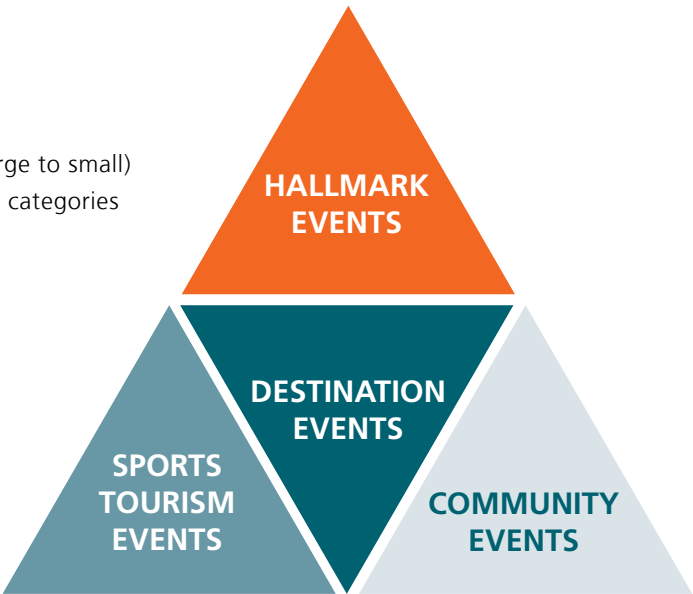 rge to small)
categories
HALLMARK
EVENTS
DESTINATION
EVENTS
SPORTS
TOURISM
EVENTS
COMMUNITY
EVENTS